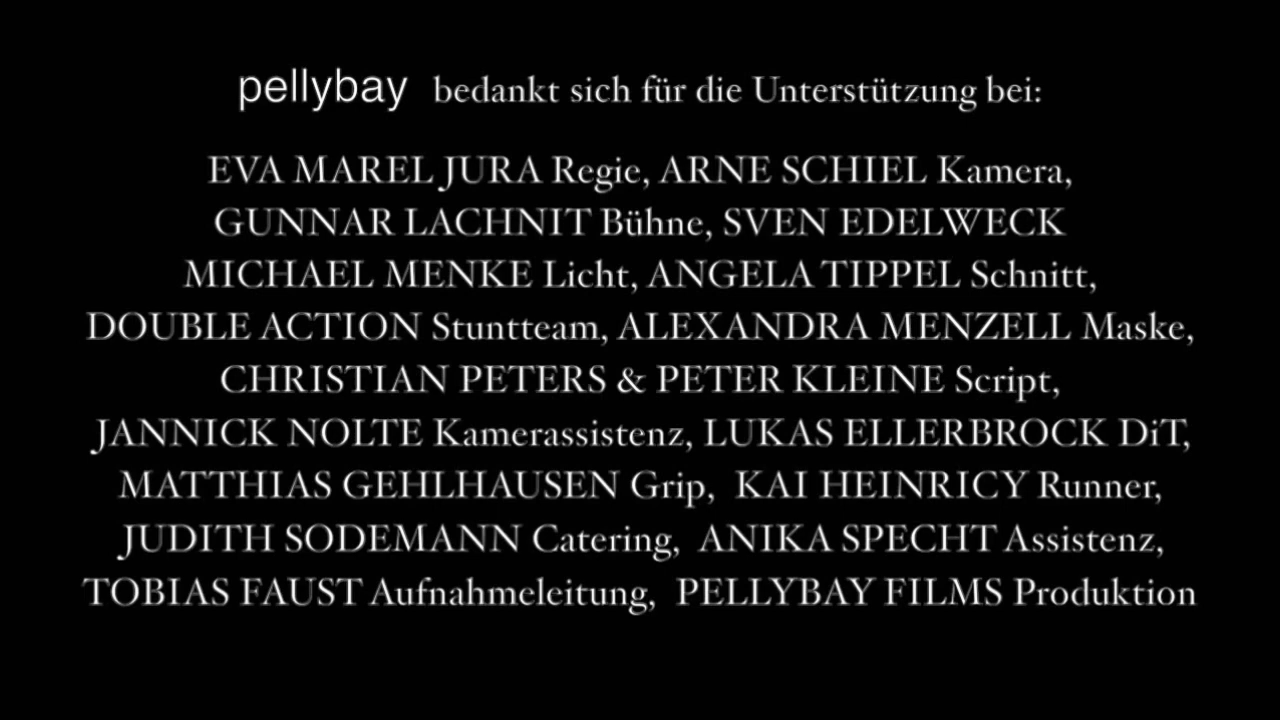 pellybay bedankt sich für die Unterstützung bei:
EVA MAREL JURA Regie, ARNE SCHIEL Kamera,
GUNNAR LACHNIT Bühne, SVEN EDELWECK
MICHAEL MENKE Licht, ANGELA TIPPEL Schnitt,
DOUBLE ACTION Stuntteam, ALEXANDRA MENZELL Maske,
CHRISTIAN PETERS & PETER KLEINE Script,
JANNICK NOLTE Kamerassistenz, LUKAS ELLERBROCK DiT,
MATTHIAS GEHLHAUSEN Grip, KAI HEINRICY Runner,
JUDITH SODEMANN Catering, ANIKA SPECHT Assistenz,
TOBIAS FAUST Aufnahmeleitung, PELLYBAY FILMS Produktion